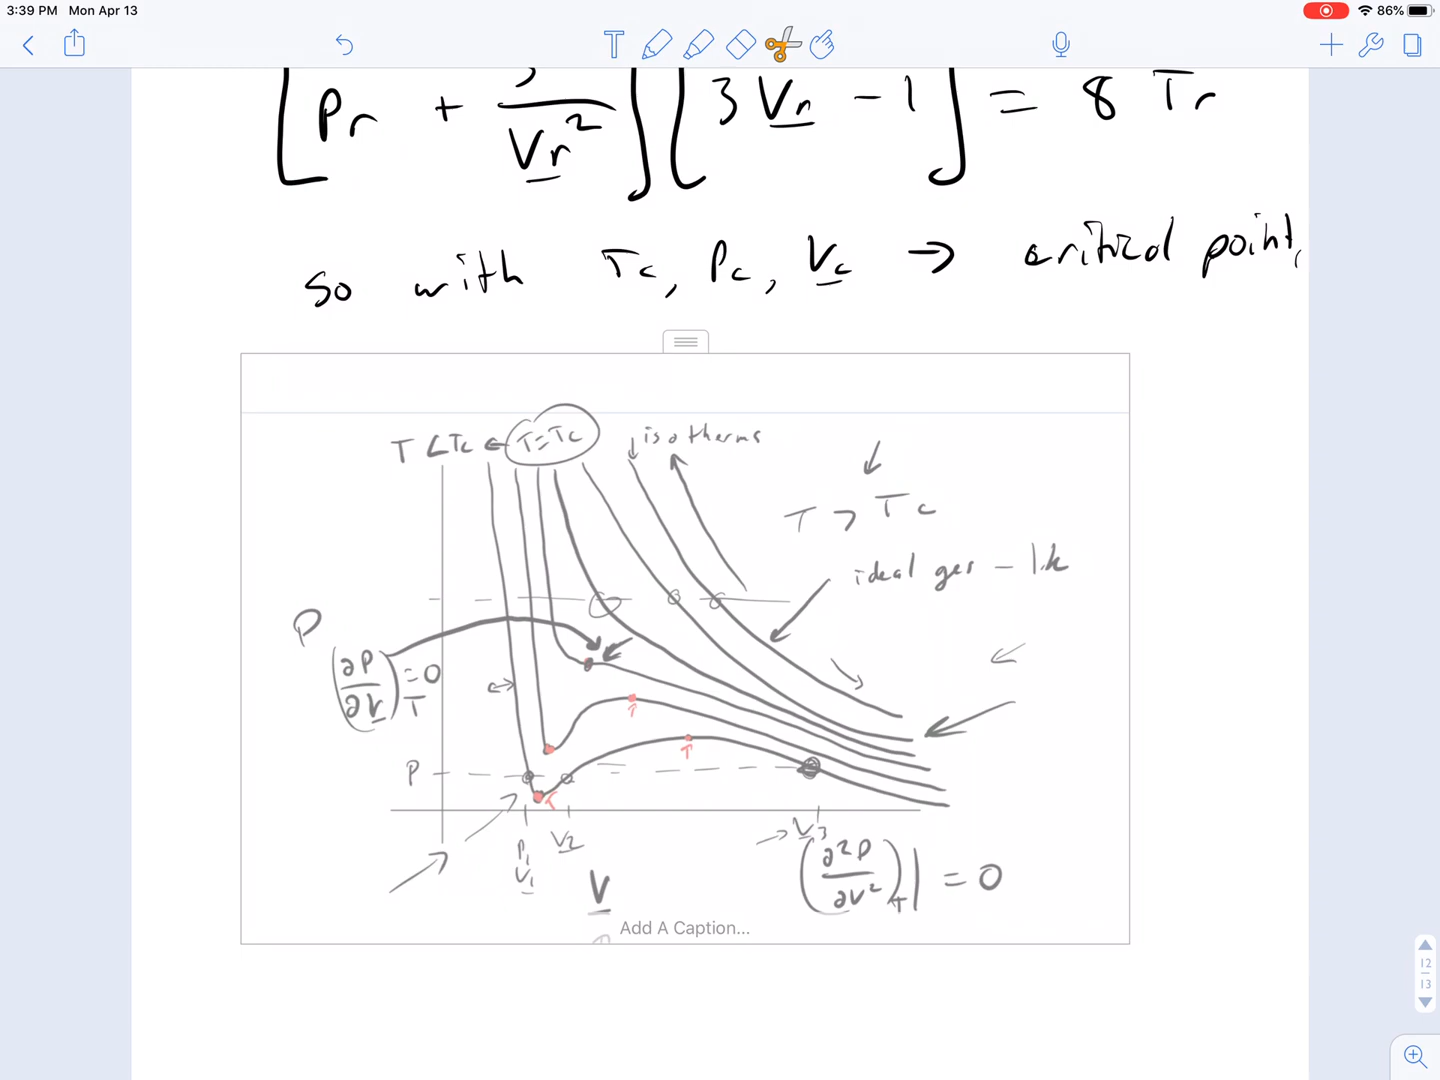 3:39 PM Mon Apr 13
86%
[Pr + 3/Vr²][3Vr − 1] = 8 Tr
so with Tc, Pc, Vc → critical point,
T < Tc ← T=Tc ↓ isotherms
T > Tc
ideal gas – lik
P
(∂P/∂V)T = 0
P
T
T
T
P,
V1
V2
V3
V
(∂²P/∂V²)T| = 0
Add A Caption...
12
13